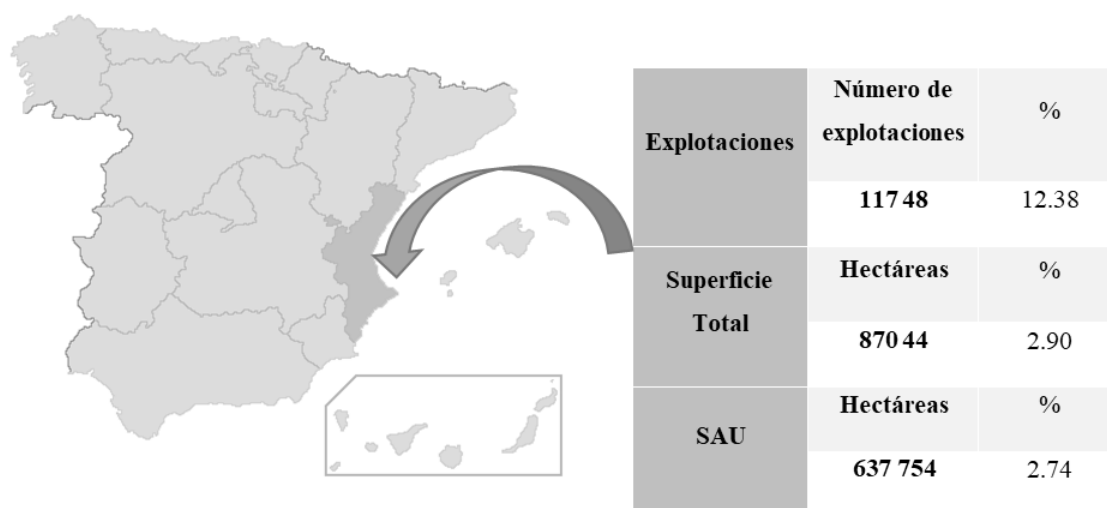 Explotaciones
Número de
explotaciones
%
117 48
12.38
Superficie
Total
Hectáreas
%
870 44
2.90
SAU
Hectáreas
%
637 754
2.74